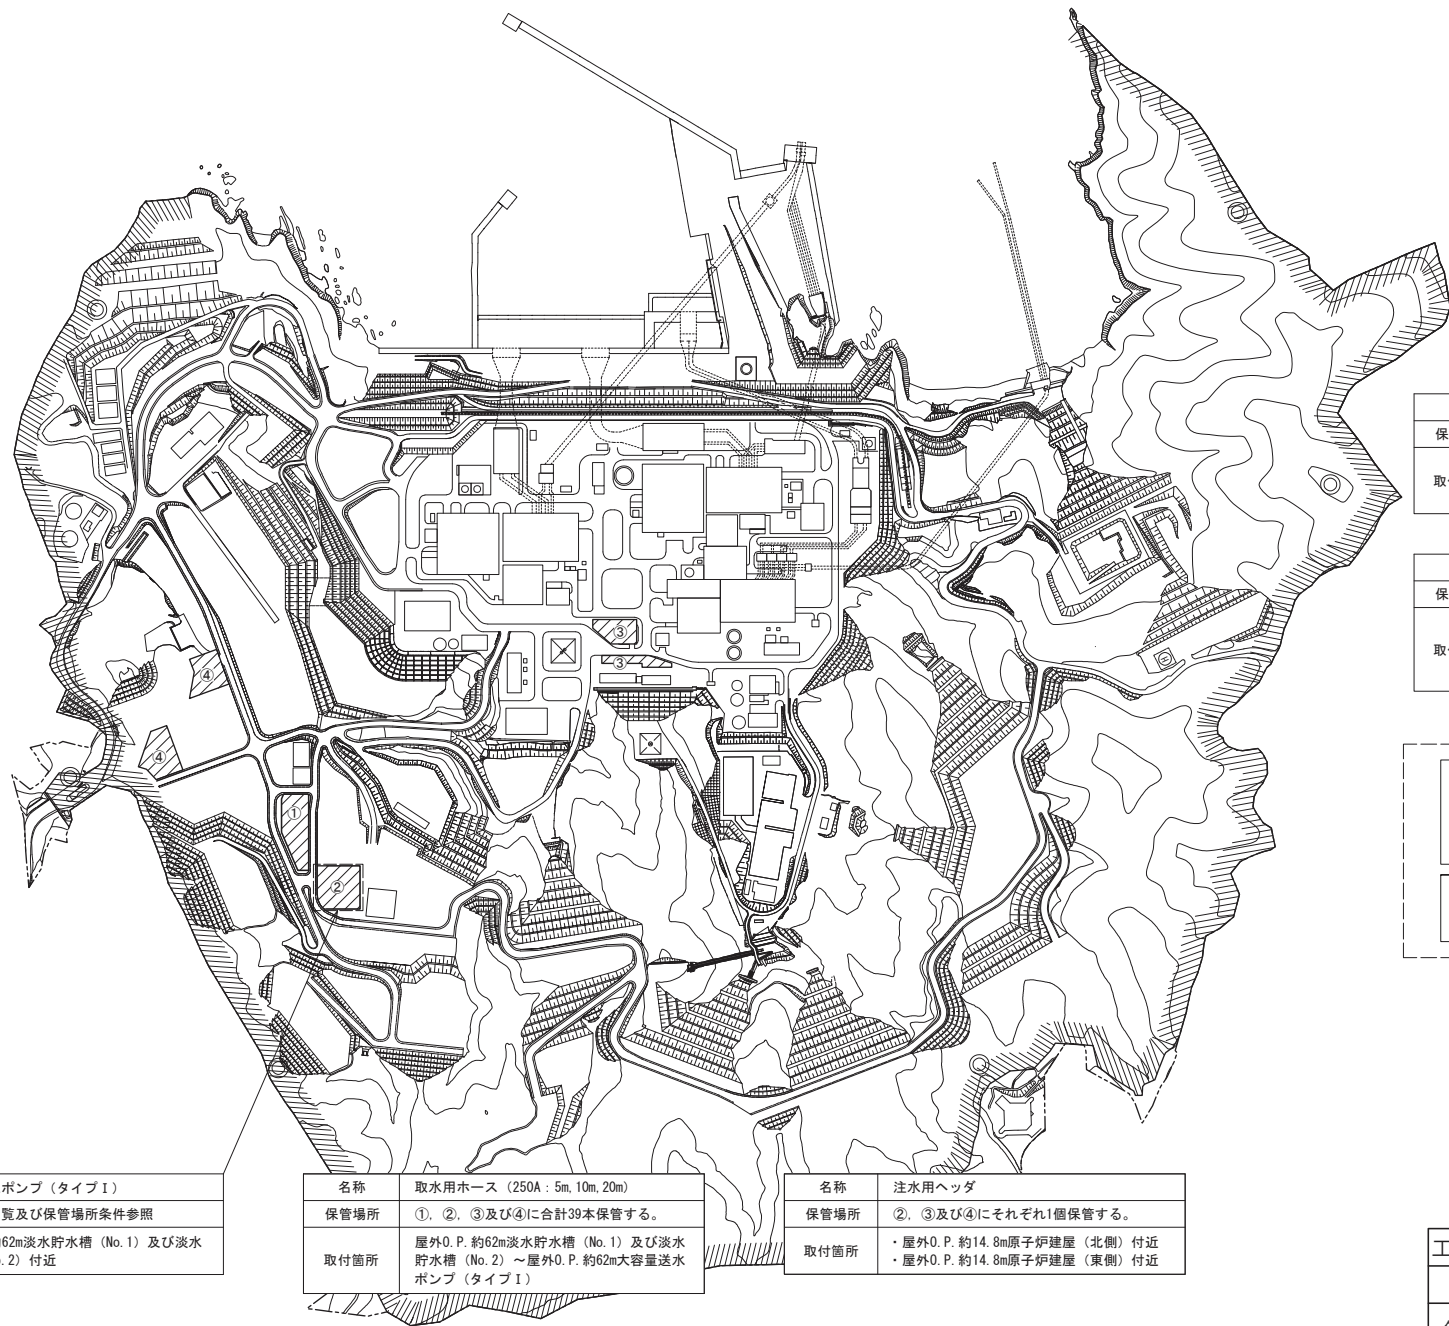 ③
③
④
④
①
②
保
取
保
取
ポンプ（タイプⅠ）
覧及び保管場所条件参照
62m淡水貯水槽（No.1）及び淡水
.2）付近
名称 取水用ホース（250A：5m,10m,20m）
保管場所 ①，②，③及び④に合計39本保管する。
取付箇所 屋外O.P.約62m淡水貯水槽（No.1）及び淡水
貯水槽（No.2）～屋外O.P.約62m大容量送水
ポンプ（タイプⅠ）
名称 注水用ヘッダ
保管場所 ②，③及び④にそれぞれ1個保管する。
取付箇所 ・屋外O.P.約14.8m原子炉建屋（北側）付近
・屋外O.P.約14.8m原子炉建屋（東側）付近
工